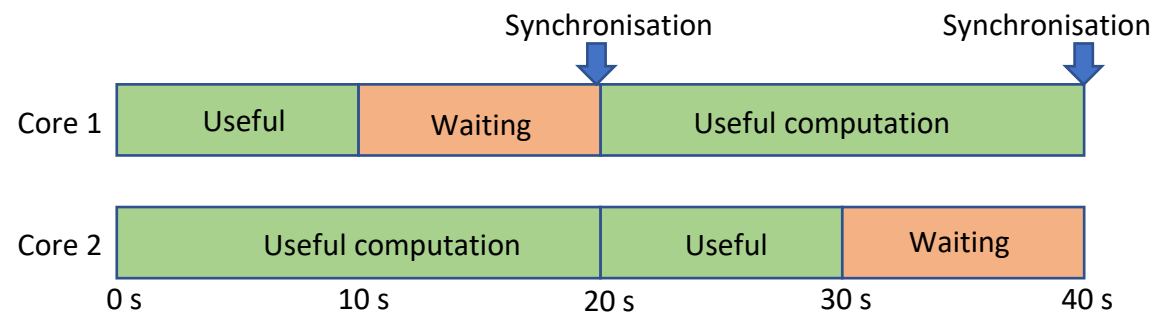 Synchronisation Synchronisation
Core 1 Useful Waiting Useful computation
Core 2 Useful computation Useful Waiting
0 s 10 s 20 s 30 s 40 s